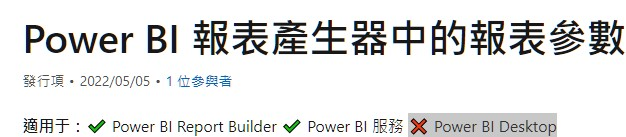 Power BI 報表產生器中的報表參數
發行項 • 2022/05/05 • 1 位參與者
適用于：✔ Power BI Report Builder ✔ Power BI 服務 ❌ Power BI Desktop